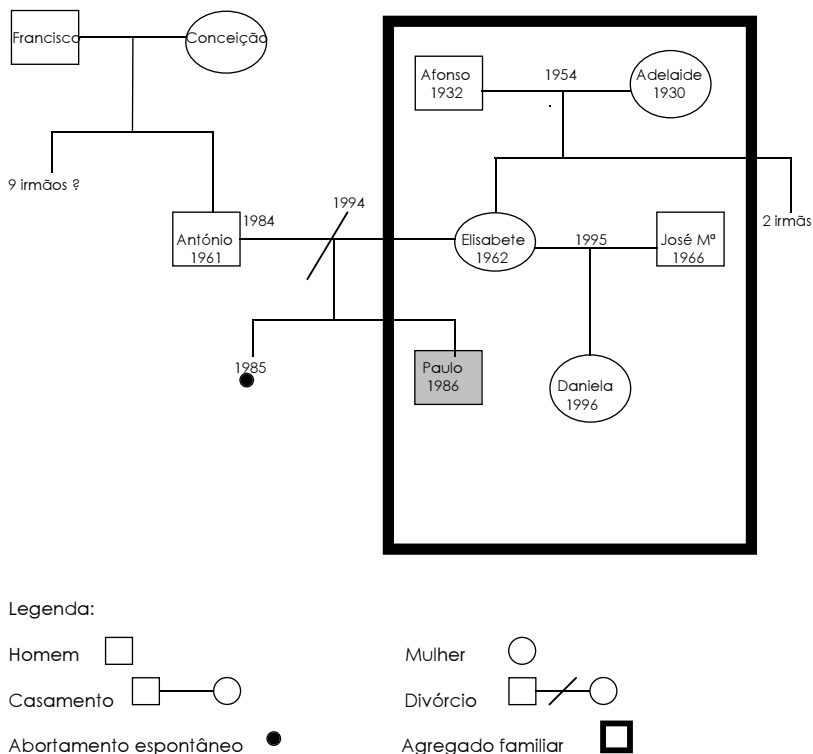 Francisco
Conceição
Afonso
1932
1954
Adelaide
1930
9 irmãos ?
1994
1984
António
1961
Elisabete
1962
1995
José Mª
1966
2 irmãs
1985
Paulo
1986
Daniela
1996
Legenda:
Homem
Mulher
Casamento
Divórcio
Abortamento espontâneo
Agregado familiar